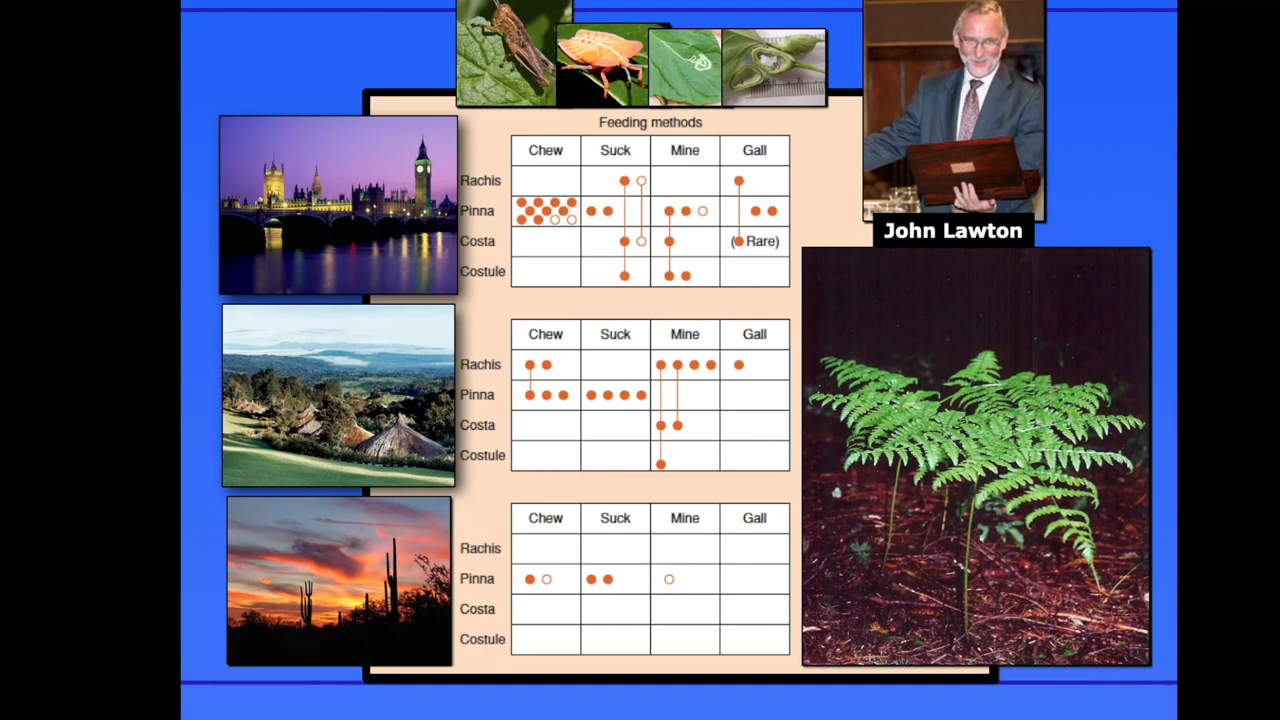 Feeding methods
Chew Suck Mine Gall
Rachis
Pinna
Costa (Rare)
Costule
Chew Suck Mine Gall
Rachis
Pinna
Costa
Costule
Chew Suck Mine Gall
Rachis
Pinna
Costa
Costule
John Lawton